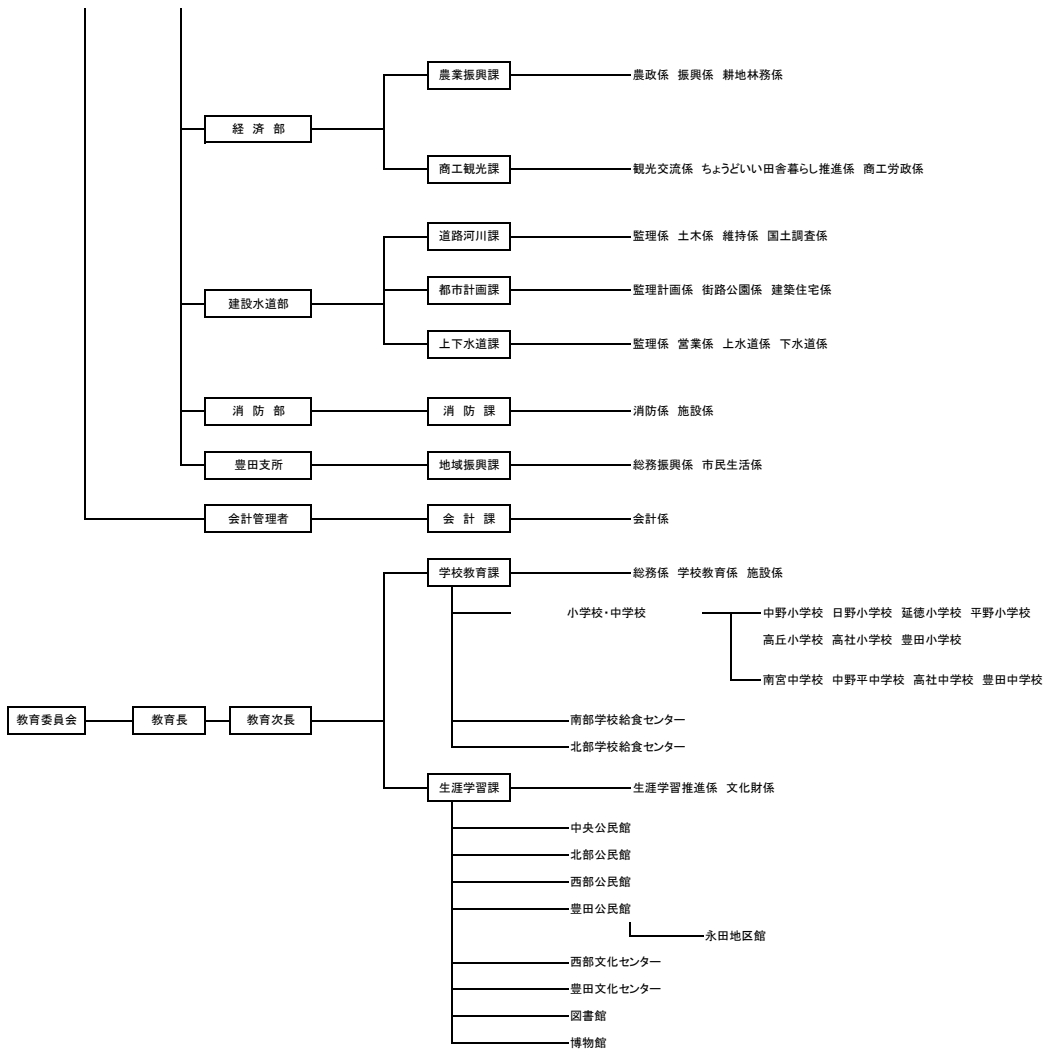 農業振興課 農政係 振興係 耕地林務係
経済部
商工観光課 観光交流係 ちょうどいい田舎暮らし推進係 商工労政係
道路河川課 監理係 土木係 維持係 国土調査係
都市計画課 監理計画係 街路公園係 建築住宅係
建設水道部
上下水道課 監理係 営業係 上水道係 下水道係
消防部 消防課 消防係 施設係
豊田支所 地域振興課 総務振興係 市民生活係
会計管理者 会計課 会計係
学校教育課 総務係 学校教育係 施設係
小学校・中学校 中野小学校 日野小学校 延徳小学校 平野小学校
高丘小学校 高社小学校 豊田小学校
南宮中学校 中野平中学校 高社中学校 豊田中学校
教育委員会 教育長 教育次長 南部学校給食センター
北部学校給食センター
生涯学習課 生涯学習推進係 文化財係
中央公民館
北部公民館
西部公民館
豊田公民館
永田地区館
西部文化センター
豊田文化センター
図書館
博物館